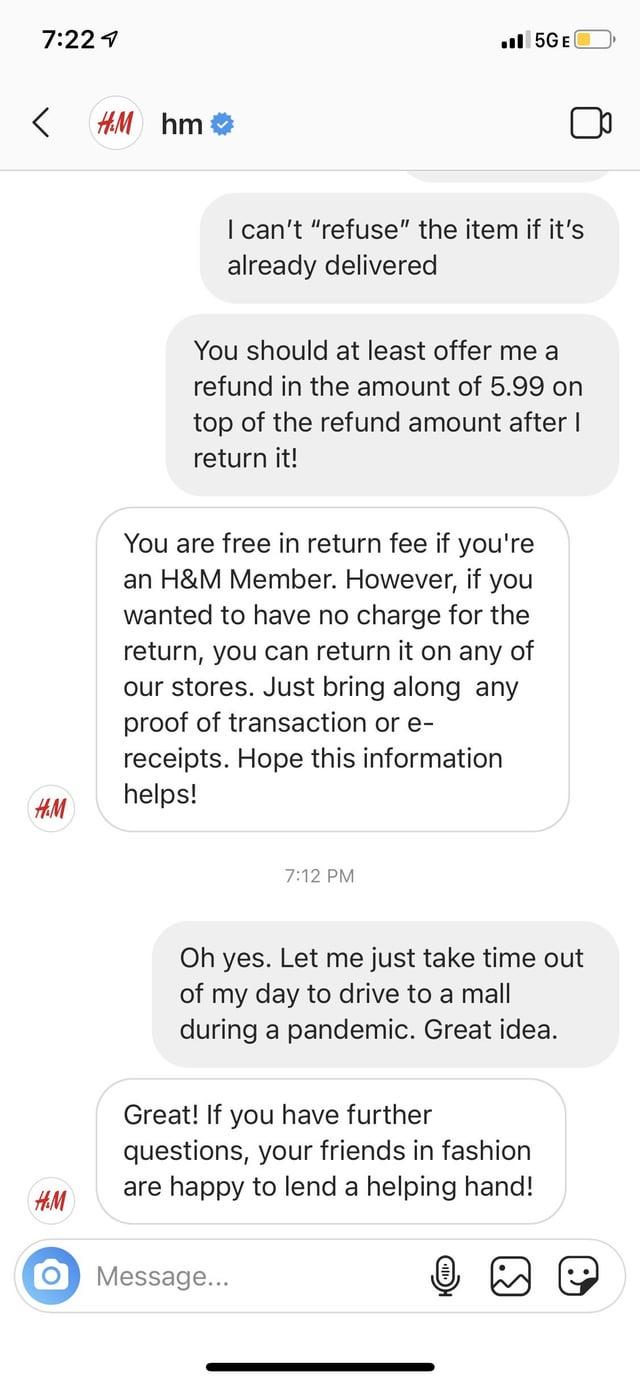 7:22
5GE
H&M hm
I can’t “refuse” the item if it’s
already delivered
You should at least offer me a
refund in the amount of 5.99 on
top of the refund amount after I
return it!
You are free in return fee if you're
an H&M Member. However, if you
wanted to have no charge for the
return, you can return it on any of
our stores. Just bring along  any
proof of transaction or e-
receipts. Hope this information
helps!
H&M
7:12 PM
Oh yes. Let me just take time out
of my day to drive to a mall
during a pandemic. Great idea.
Great! If you have further
questions, your friends in fashion
are happy to lend a helping hand!
H&M
Message...